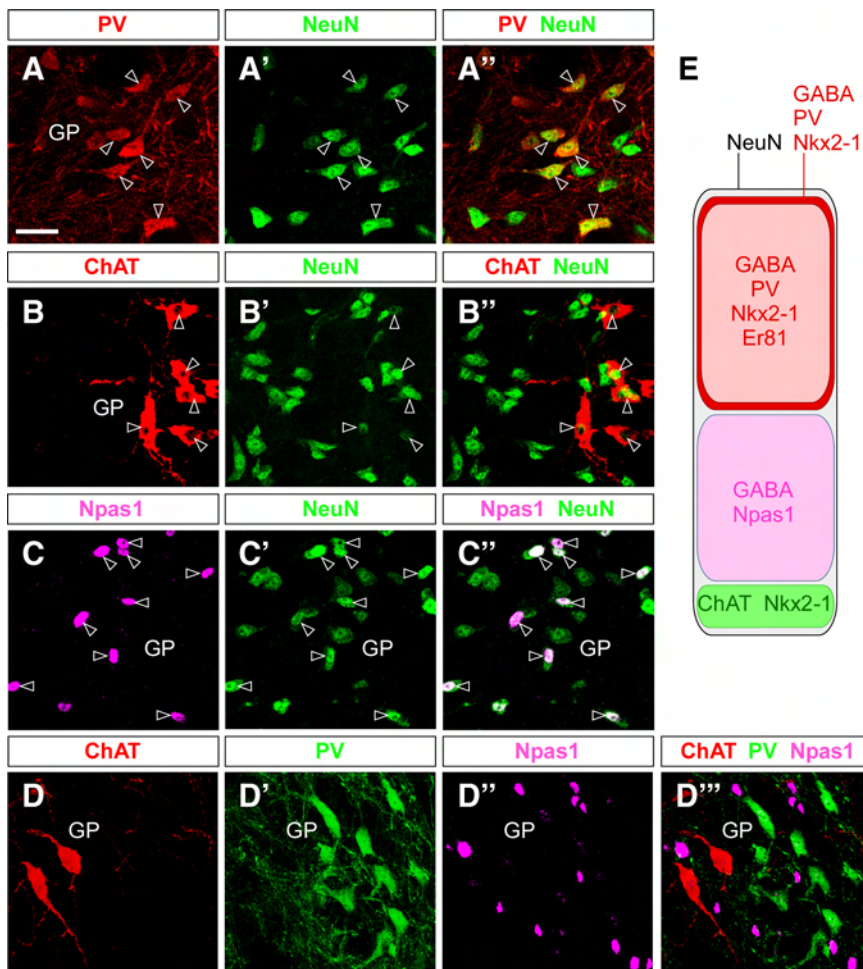 PV
NeuN
PV NeuN
A
GP
A'
A''
E
GABA
PV
Nkx2-1
NeuN
GABA
PV
Nkx2-1
Er81
GABA
Npas1
ChAT Nkx2-1
ChAT
NeuN
ChAT NeuN
B
GP
B'
B''
Npas1
NeuN
Npas1 NeuN
C
GP
C'
GP
C''
GP
ChAT
PV
Npas1
ChAT PV Npas1
D
GP
D'
GP
D''
GP
D'''
GP